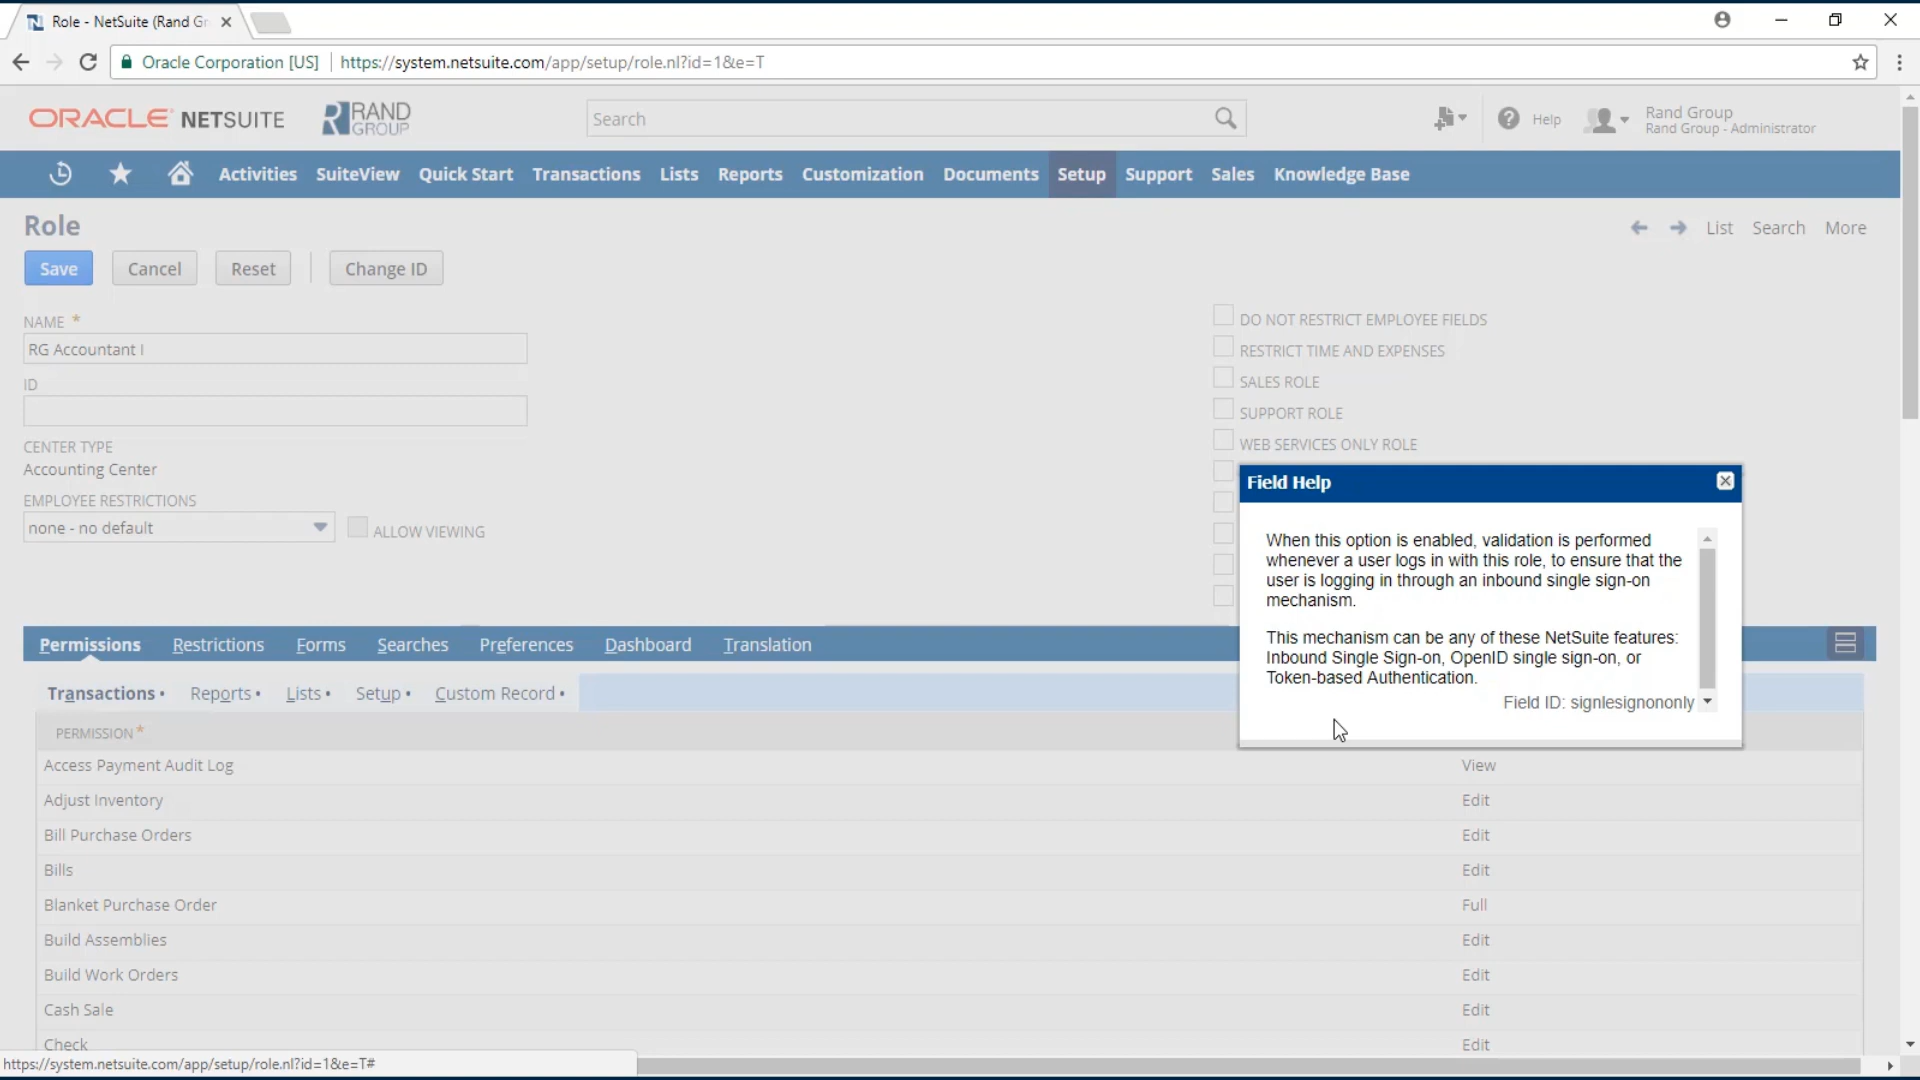 Role - NetSuite (Rand Gr
Oracle Corporation [US]
https://system.netsuite.com/app/setup/role.nl?id=1&e=T
ORACLE NETSUITE
RAND GROUP
Search
Help
Rand Group
Rand Group - Administrator
Activities SuiteView Quick Start Transactions Lists Reports Customization Documents Setup Support Sales Knowledge Base
Role
List Search More
Save Cancel Reset Change ID
NAME *
RG Accountant I
ID
CENTER TYPE
Accounting Center
EMPLOYEE RESTRICTIONS
none - no default
ALLOW VIEWING
DO NOT RESTRICT EMPLOYEE FIELDS
RESTRICT TIME AND EXPENSES
SALES ROLE
SUPPORT ROLE
WEB SERVICES ONLY ROLE
Field Help
When this option is enabled, validation is performed
whenever a user logs in with this role, to ensure that the
user is logging in through an inbound single sign-on
mechanism.
This mechanism can be any of these NetSuite features:
Inbound Single Sign-on, OpenID single sign-on, or
Token-based Authentication.
Field ID: signlesignononly
Permissions Restrictions Forms Searches Preferences Dashboard Translation
Transactions • Reports • Lists • Setup • Custom Record •
PERMISSION *
Access Payment Audit Log View
Adjust Inventory Edit
Bill Purchase Orders Edit
Bills Edit
Blanket Purchase Order Full
Build Assemblies Edit
Build Work Orders Edit
Cash Sale Edit
Check Edit
https://system.netsuite.com/app/setup/role.nl?id=1&e=T#